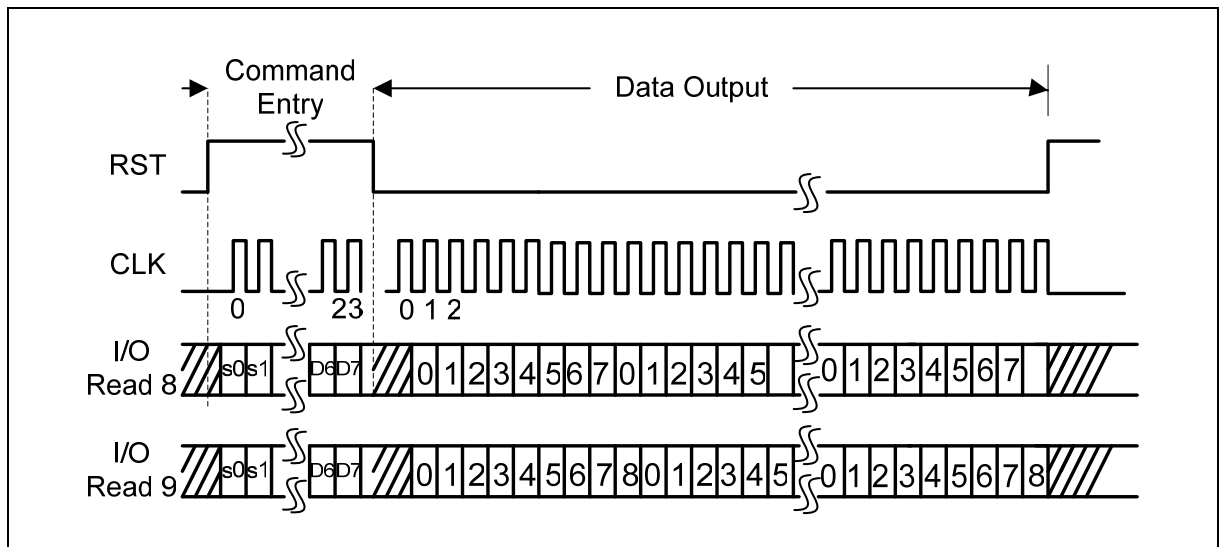 Command
Entry
Data Output
RST
CLK
0 23 0 1 2
I/O
Read 8
s0 s1 D6 D7 0 1 2 3 4 5 6 7 0 1 2 3 4 5 0 1 2 3 4 5 6 7
I/O
Read 9
s0 s1 D6 D7 0 1 2 3 4 5 6 7 8 0 1 2 3 4 5 0 1 2 3 4 5 6 7 8